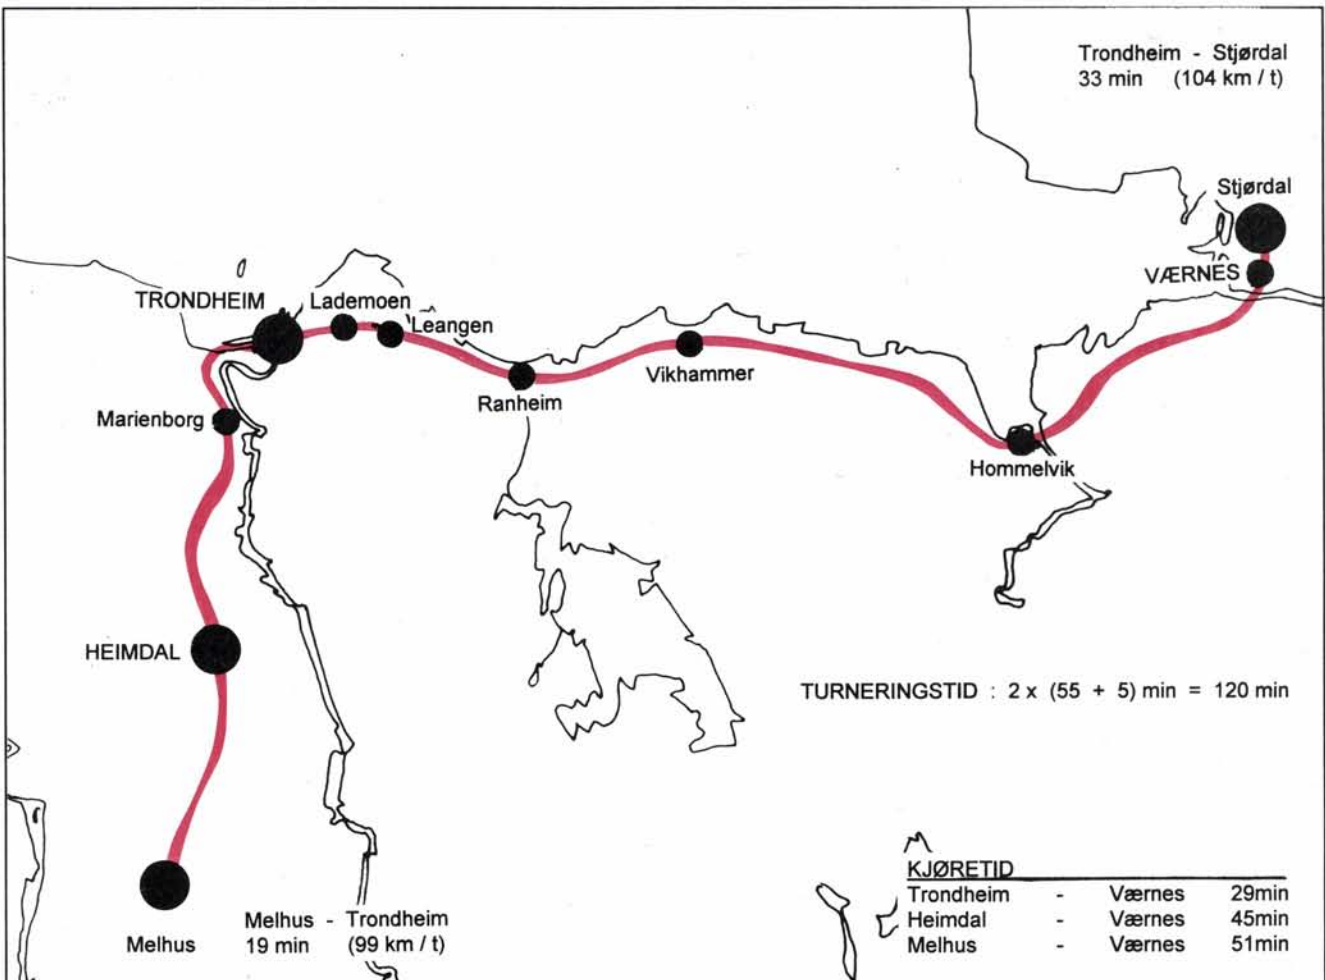 Trondheim - Stjørdal
33 min (104 km / t)
Stjørdal
VÆRNES
TRONDHEIM
Lademoen
Leangen
Vikhammer
Ranheim
Marienborg
Hommelvik
HEIMDAL
TURNERINGSTID : 2 x (55 + 5) min = 120 min
KJØRETID
Trondheim - Værnes 29min
Heimdal - Værnes 45min
Melhus - Værnes 51min
Melhus - Trondheim
19 min (99 km / t)
Melhus